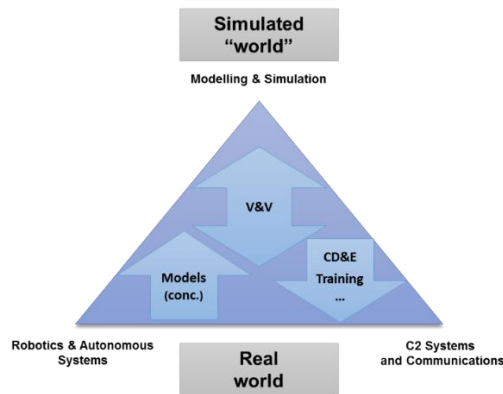 Simulated
“world”
Modelling & Simulation
V&V
CD&E
Training
...
Models
(conc.)
Robotics & Autonomous
Systems
Real
world
C2 Systems
and Communications